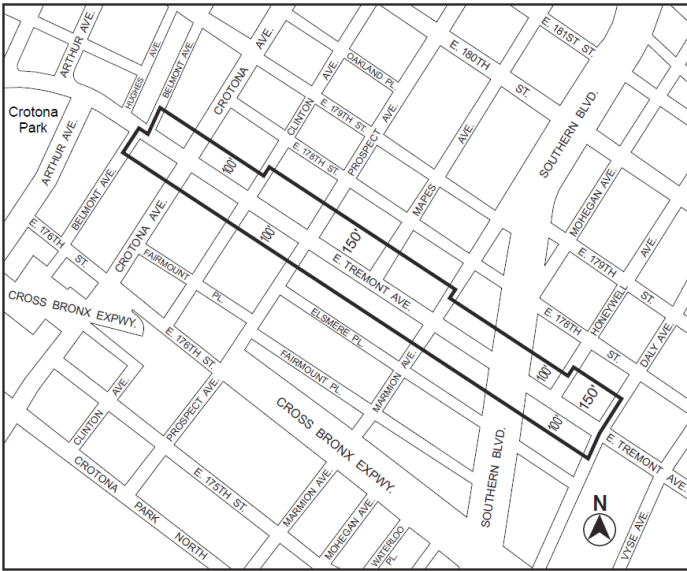 ARTHUR AVE.
HUGHES
AVE.
BELMONT AVE.
CROTONA
AVE.
CLINTON
AVE.
OAKLAND PL.
E. 179TH ST.
PROSPECT
AVE.
E. 180TH
ST.
E. 181ST ST.
SOUTHERN BLVD.
Crotona
Park
ARTHUR AVE.
BELMONT AVE.
100'
E. 178TH ST.
MAPES
AVE.
MOHEGAN AVE.
E. 179TH
ST.
E. 176TH
ST.
CROTONA AVE.
FAIRMOUNT
PL.
100'
150'
E. TREMONT AVE.
HONEYWELL
AVE.
E. 178TH
ST.
DALY AVE.
CROSS BRONX EXPWY.
E. 176TH ST.
ELSMERE PL.
FAIRMOUNT PL.
MARMION
AVE.
100'
150'
100'
CLINTON
AVE.
PROSPECT AVE.
CROSS BRONX EXPWY.
SOUTHERN BLVD.
E. TREMONT AVE.
CROTONA
PARK
NORTH
E. 175TH ST.
MARMION AVE.
MOHEGAN AVE.
WATERLOO
PL.
VYSE AVE.
N